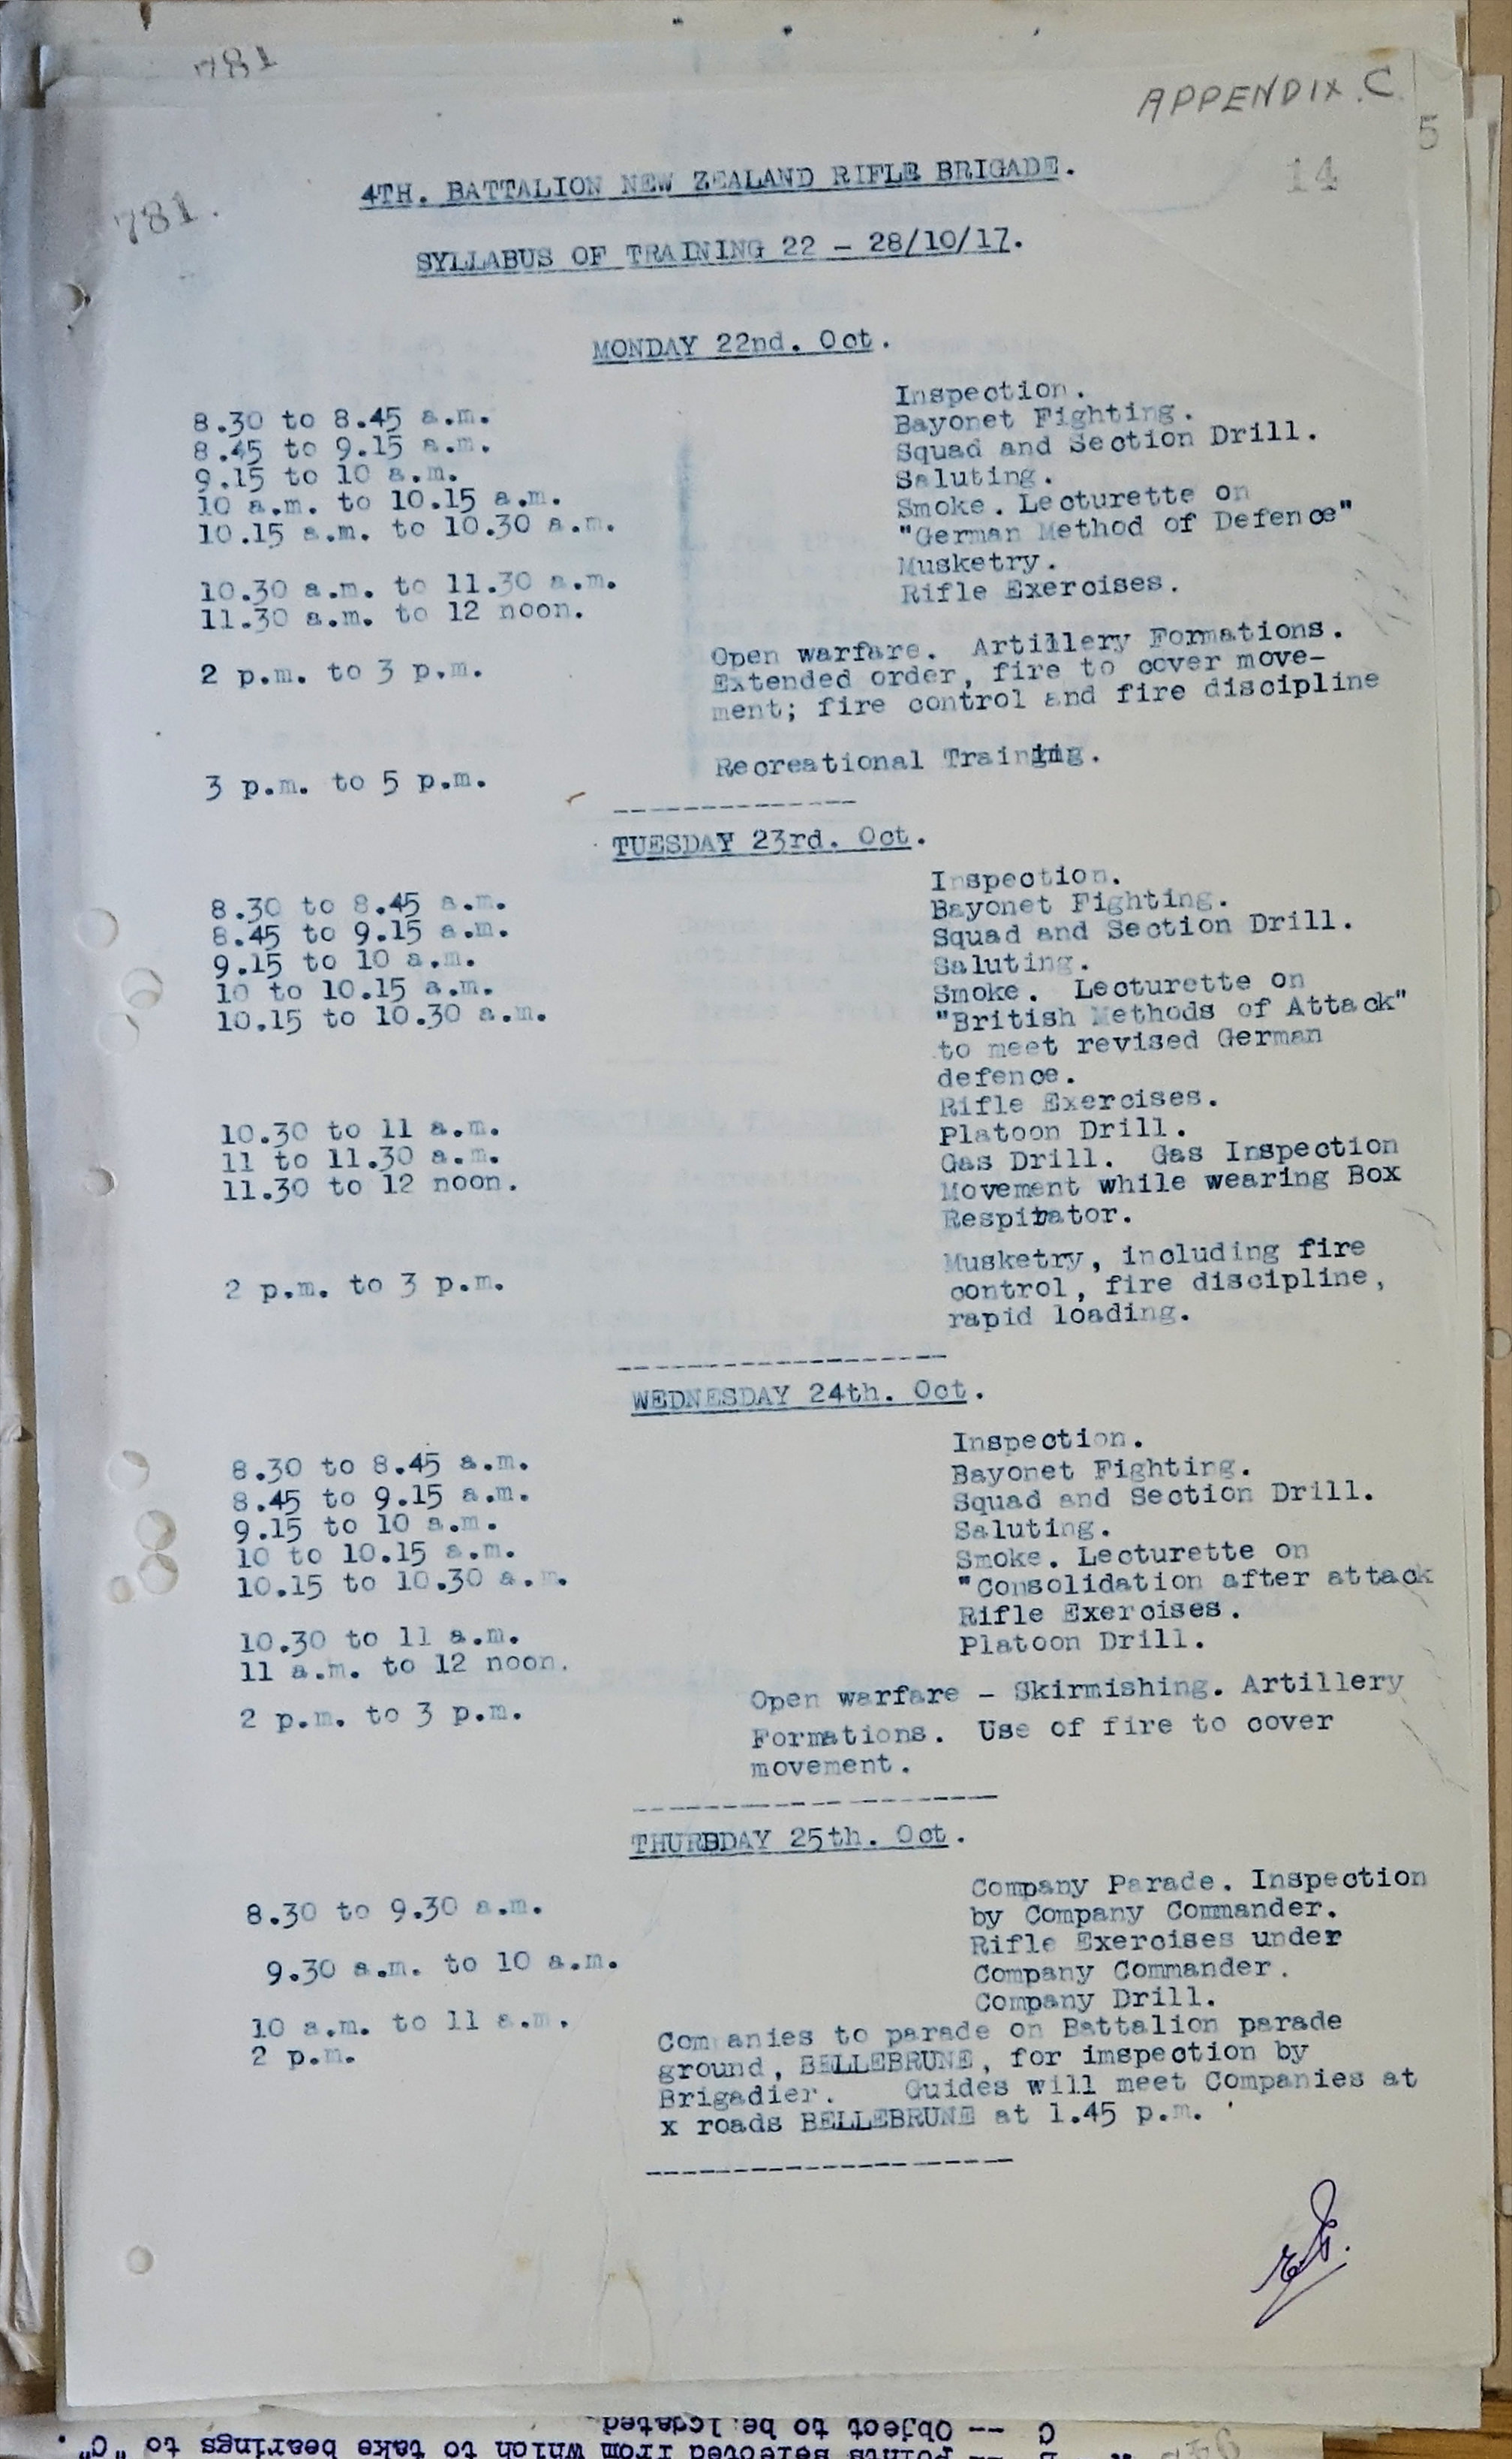 781
APPENDIX.C.
5
14
781.
4TH. BATTALION NEW ZEALAND RIFLE BRIGADE.
SYLLABUS OF TRAINING 22 - 28/10/17.
MONDAY 22nd. Oct.
8.30 to 8.45 a.m. Inspection.
8.45 to 9.15 a.m. Bayonet Fighting.
9.15 to 10 a.m. Squad and Section Drill.
10 a.m. to 10.15 a.m. Saluting.
10.15 a.m. to 10.30 a.m. Smoke. Lecturette on
"German Method of Defence"
10.30 a.m. to 11.30 a.m. Musketry.
11.30 a.m. to 12 noon. Rifle Exercises.
2 p.m. to 3 p.m. Open warfare. Artillery Formations.
Extended order, fire to cover move-
ment; fire control and fire discipline
3 p.m. to 5 p.m. Recreational Training.
TUESDAY 23rd. Oct.
8.30 to 8.45 a.m. Inspection.
8.45 to 9.15 a.m. Bayonet Fighting.
9.15 to 10 a.m. Squad and Section Drill.
10 to 10.15 a.m. Saluting.
10.15 to 10.30 a.m. Smoke. Lecturette on
"British Methods of Attack"
to meet revised German
defence.
10.30 to 11 a.m. Rifle Exercises.
11 to 11.30 a.m. Platoon Drill.
11.30 to 12 noon. Gas Drill. Gas Inspection
Movement while wearing Box
Respirator.
2 p.m. to 3 p.m. Musketry, including fire
control, fire discipline,
rapid loading.
WEDNESDAY 24th. Oct.
8.30 to 8.45 a.m. Inspection.
8.45 to 9.15 a.m. Bayonet Fighting.
9.15 to 10 a.m. Squad and Section Drill.
10 to 10.15 a.m. Saluting.
10.15 to 10.30 a.m. Smoke. Lecturette on
"Consolidation after attack
10.30 to 11 a.m. Rifle Exercises.
11 a.m. to 12 noon. Platoon Drill.
2 p.m. to 3 p.m. Open warfare - Skirmishing. Artillery
Formations. Use of fire to cover
movement.
THURSDAY 25th. Oct.
8.30 to 9.30 a.m. Company Parade. Inspection
by Company Commander.
9.30 a.m. to 10 a.m. Rifle Exercises under
Company Commander.
10 a.m. to 11 a.m. Company Drill.
2 p.m. Companies to parade on Battalion parade
ground, BELLEBRUNE, for imspection by
Brigadier. Guides will meet Companies at
x roads BELLEBRUNE at 1.45 p.m.
C -- Object to be located.
points selected from which to take bearings to "C".